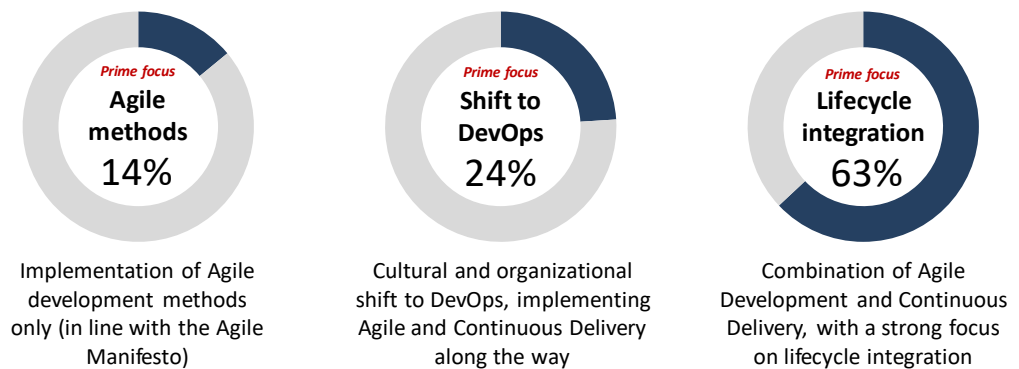 Prime focus
Agile
methods
14%
Implementation of Agile
development methods
only (in line with the Agile
Manifesto)
Prime focus
Shift to
DevOps
24%
Cultural and organizational
shift to DevOps, implementing
Agile and Continuous Delivery
along the way
Prime focus
Lifecycle
integration
63%
Combination of Agile
Development and Continuous
Delivery, with a strong focus
on lifecycle integration